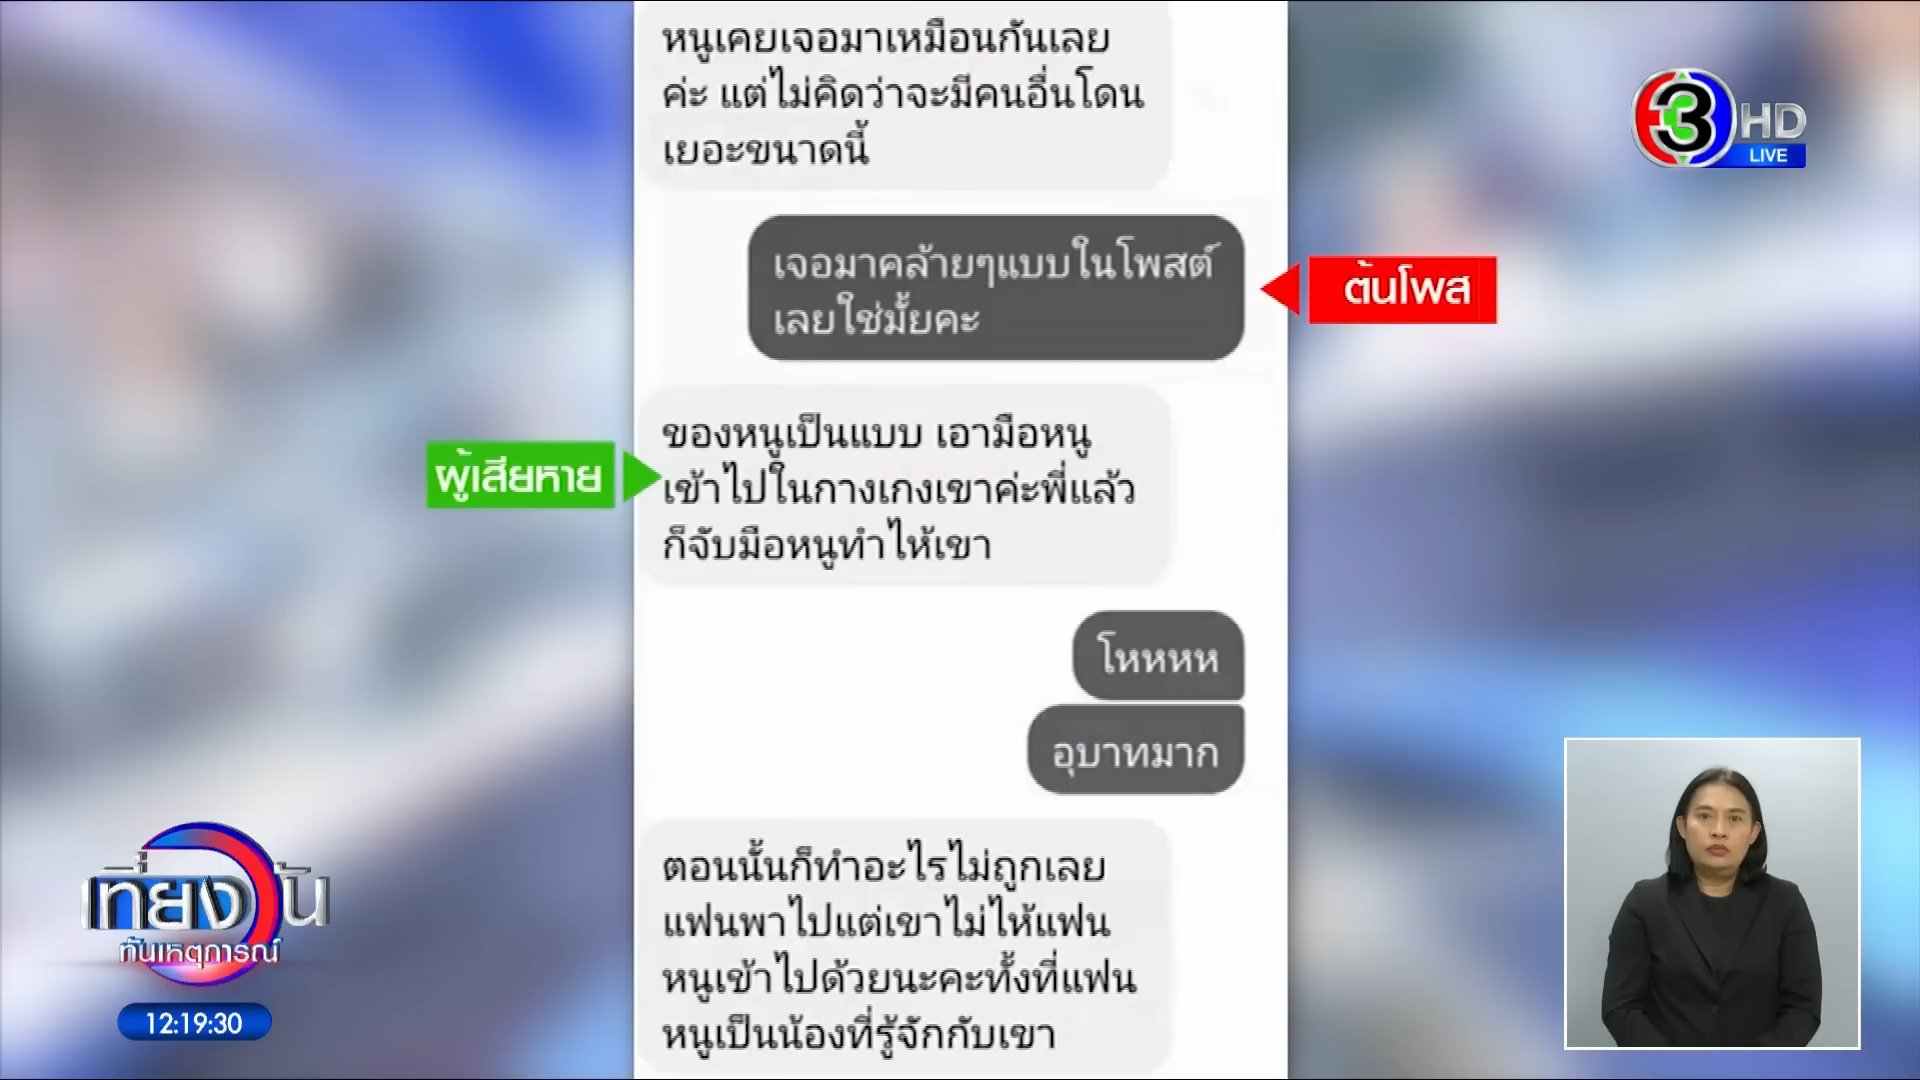 หนูเคยเจอมาเหมือนกันเลย
ค่ะ แต่ไม่คิดว่าจะมีคนอื่นโดน
เยอะขนาดนี้
3 HD
LIVE
เจอมาคล้ายๆแบบในโพสต์
เลยใช่มั้ยคะ
ต้นโพส
ผู้เสียหาย
ของหนูเป็นแบบ เอามือหนู
เข้าไปในกางเกงเขาค่ะพี่แล้ว
ก็จับมือหนูทำไห้เขา
โหหหห
อุบาทมาก
ตอนนั้นก็ทำอะไรไม่ถูกเลย
แฟนพาไปแต่เขาไม่ไห้แฟน
หนูเข้าไปด้วยนะคะทั้งที่แฟน
หนูเป็นน้องที่รู้จักกับเขา
เที่ยงวัน
ทันเหตุการณ์
12:19:30